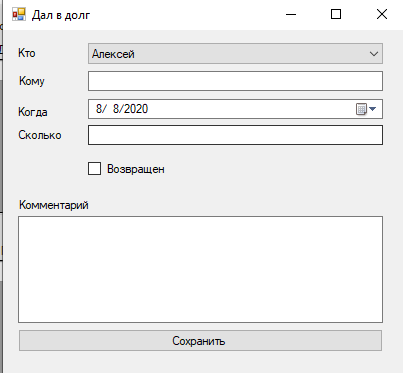 Дал в долг
Кто Алексей
Кому
Когда 8/ 8/2020
Сколько
Возвращен
Комментарий
Сохранить